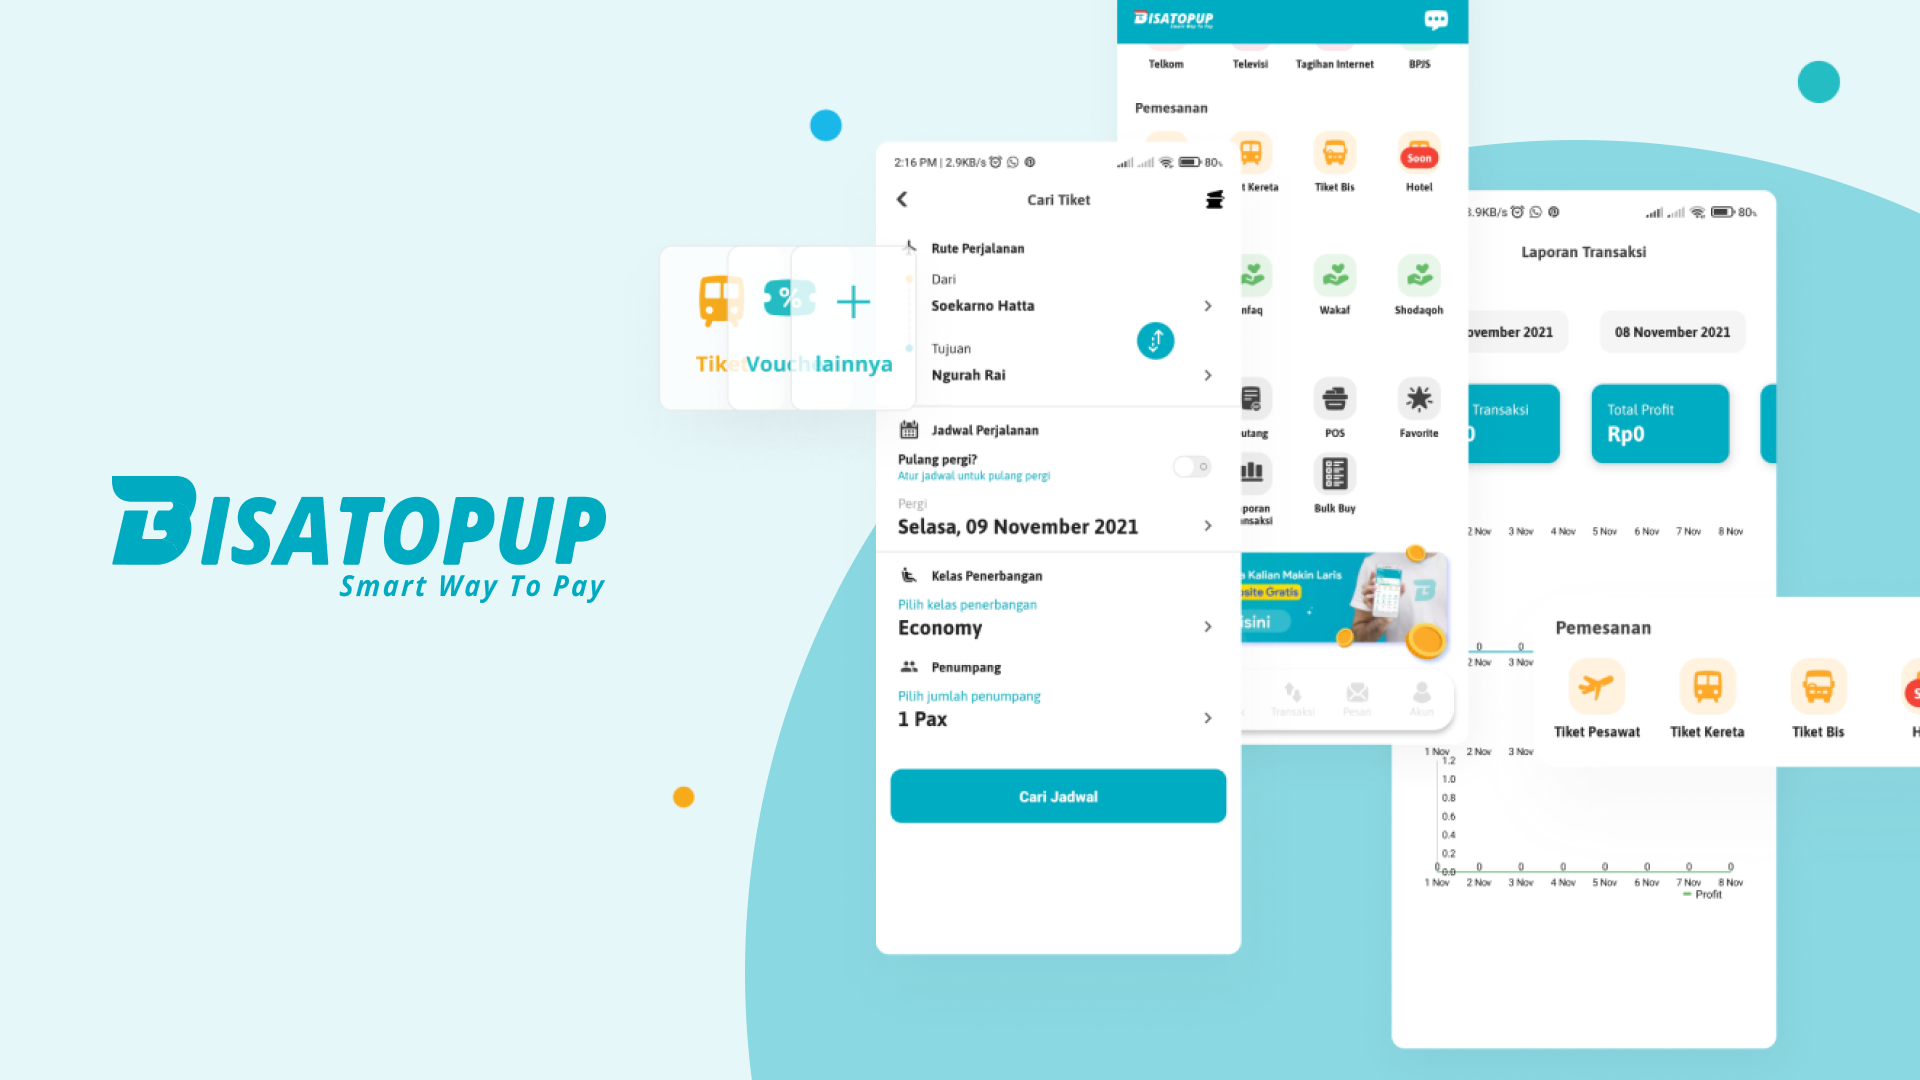 BISATOPUP
Smart Way To Pay
Tiket
Vouch
lainnya
2:16 PM | 2.9KB/s
80%
Cari Tiket
Rute Perjalanan
Dari
Soekarno Hatta
Tujuan
Ngurah Rai
Jadwal Perjalanan
Pulang pergi?
Atur jadwal untuk pulang pergi
Pergi
Selasa, 09 November 2021
Kelas Penerbangan
Pilih kelas penerbangan
Economy
Penumpang
Pilih jumlah penumpang
1 Pax
Cari Jadwal
BISATOPUP
Smart Way To Pay
Telkom Televisi Tagihan Internet BPJS
Pemesanan
Soon
t Kereta Tiket Bis Hotel
nfaq Wakaf Shodaqoh
utang POS Favorite
poran
nsaksi
Bulk Buy
a Kalian Makin Laris
osite Gratis
isini
Transaksi Pesan Akun
3.9KB/s
80%
Laporan Transaksi
ovember 2021
08 November 2021
Transaksi
0
Total Profit
Rp0
2 Nov 3 Nov 4 Nov 5 Nov 6 Nov 7 Nov 8 Nov
0 0
2 Nov 3 Nov
Pemesanan
Tiket Pesawat Tiket Kereta Tiket Bis H
S
1 Nov 2 Nov 3 Nov
1.2
1.0
0.8
0.6
0.4
0.2
0.0
0 0 0 0 0 0 0 0
1 Nov 2 Nov 3 Nov 4 Nov 5 Nov 6 Nov 7 Nov 8 Nov
Profit